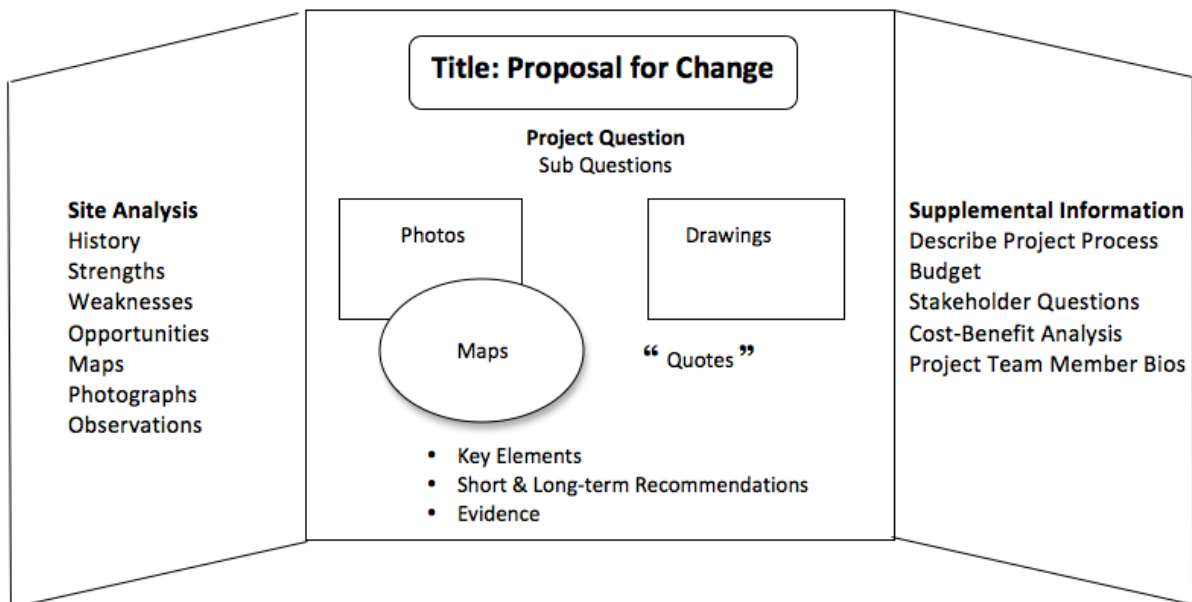 Title: Proposal for Change
Project Question
Sub Questions
Site Analysis
History
Strengths
Weaknesses
Opportunities
Maps
Photographs
Observations
Photos
Drawings
Maps
“ Quotes ”
• Key Elements
• Short & Long-term Recommendations
• Evidence
Supplemental Information
Describe Project Process
Budget
Stakeholder Questions
Cost-Benefit Analysis
Project Team Member Bios